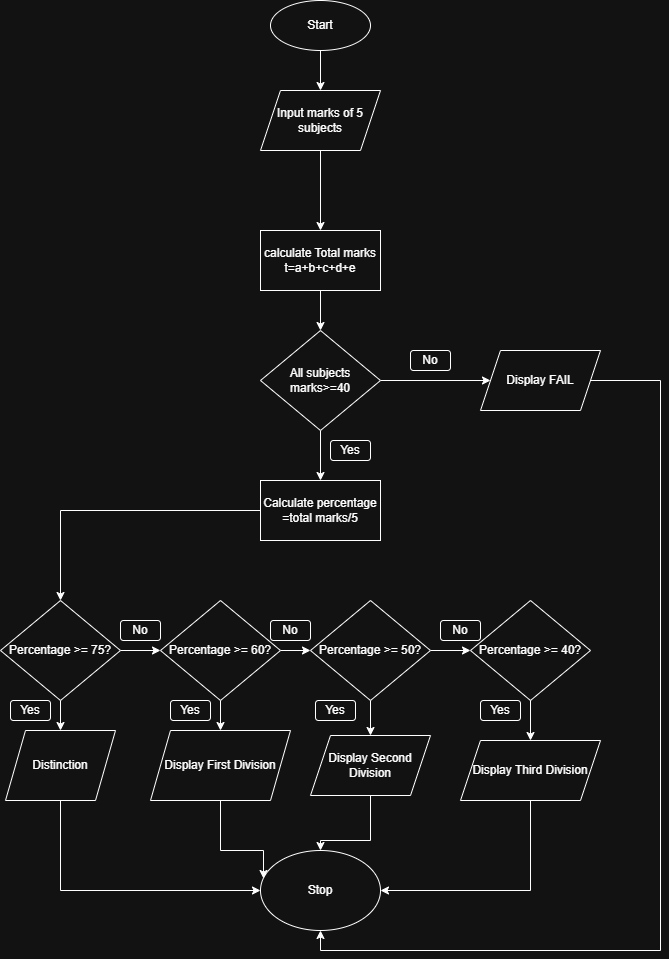 Start
Input marks of 5
subjects
calculate Total marks
t=a+b+c+d+e
All subjects
marks>=40
No
Display FAIL
Yes
Calculate percentage
=total marks/5
Percentage >= 75?
No
Percentage >= 60?
No
Percentage >= 50?
No
Percentage >= 40?
Yes
Yes
Yes
Yes
Distinction
Display First Division
Display Second
Division
Display Third Division
Stop